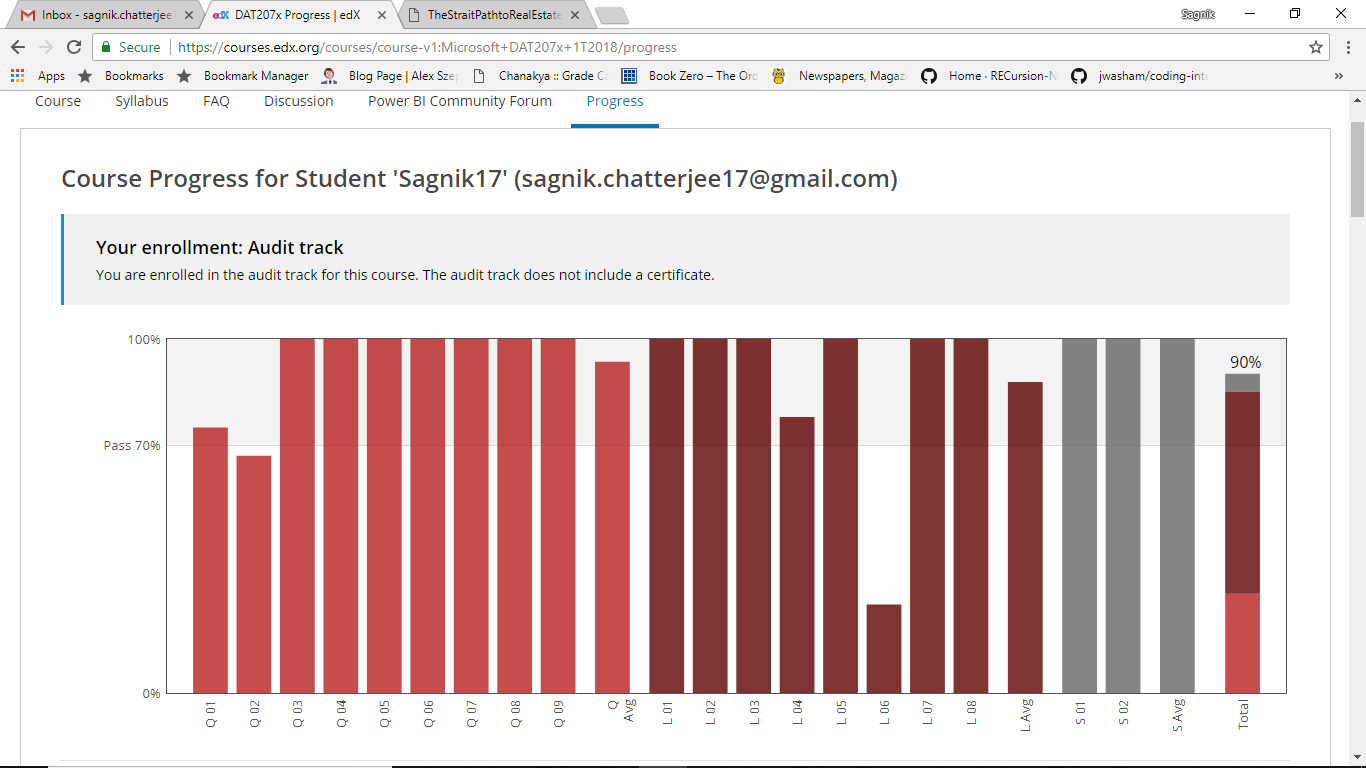 Inbox - sagnik.chatterjee
DAT207x Progress | edX
TheStraitPathtoRealEstate
Sagnik
Secure
https://courses.edx.org/courses/course-v1:Microsoft+DAT207x+1T2018/progress
Apps
Bookmarks
Bookmark Manager
Blog Page | Alex
Chanakya :: Grade
Book Zero – The
Newspapers,
Home · RECursion-N
jwasham/coding-int
Course
Syllabus
FAQ
Discussion
Power BI Community Forum
Progress
Course Progress for Student 'Sagnik17' (sagnik.chatterjee17@gmail.com)
Your enrollment: Audit track
You are enrolled in the audit track for this course. The audit track does not include a certificate.
100%
90%
Pass 70%
0%
Q 01
Q 02
Q 03
Q 04
Q 05
Q 06
Q 07
Q 08
Q 09
Q
Avg
L 01
L 02
L 03
L 04
L 05
L 06
L 07
L 08
L Avg
S 01
S 02
S Avg
Total